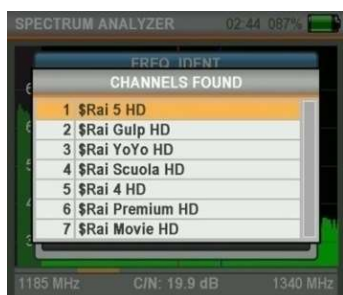 SPECTRUM ANALYZER 02:44 087%
FREQ IDENT
CHANNELS FOUND
1 $Rai 5 HD
2 $Rai Gulp HD
3 $Rai YoYo HD
4 $Rai Scuola HD
5 $Rai 4 HD
6 $Rai Premium HD
7 $Rai Movie HD
1185 MHz C/N: 19.9 dB 1340 MHz